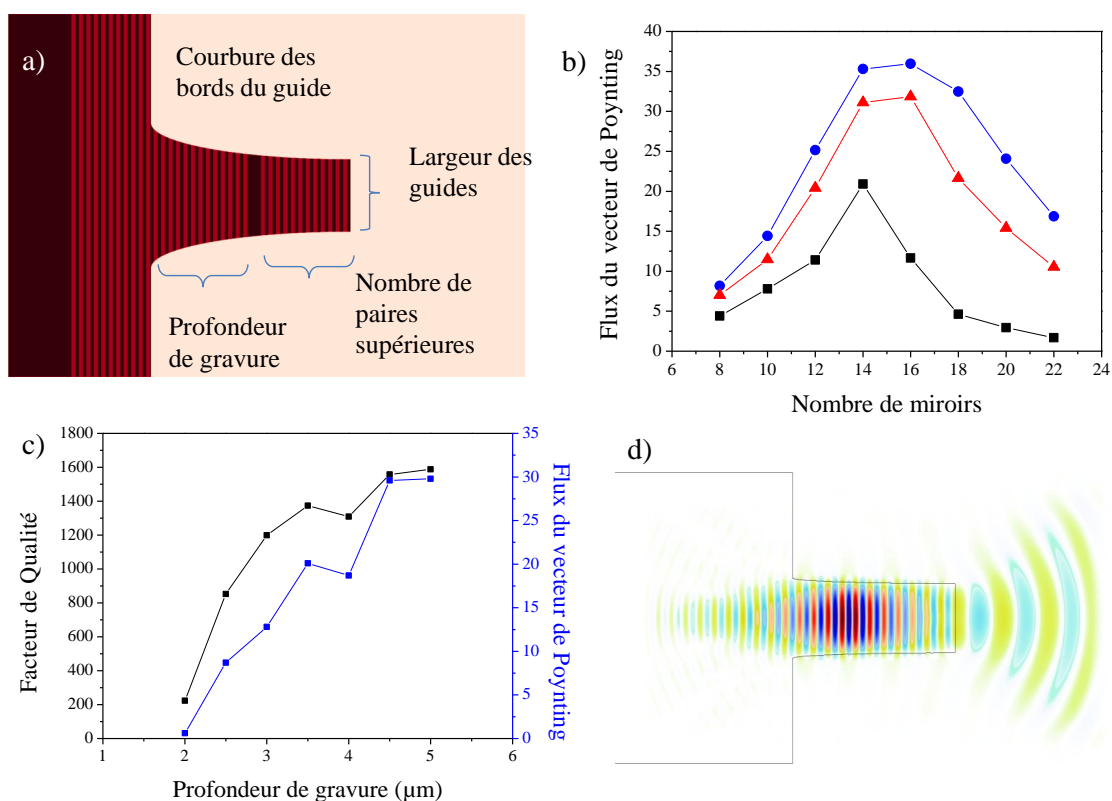 a)
Courbure des
bords du guide
Largeur des
guides
Profondeur
de gravure
Nombre de
paires
supérieures
b)
Flux du vecteur de Poynting
40
35
30
25
20
15
10
5
0
6 8 10 12 14 16 18 20 22 24
Nombre de miroirs
c)
Facteur de Qualité
1800
1600
1400
1200
1000
800
600
400
200
0
35
30
25
20
15
10
5
0
Flux du vecteur de Poynting
1 2 3 4 5 6
Profondeur de gravure (µm)
d)